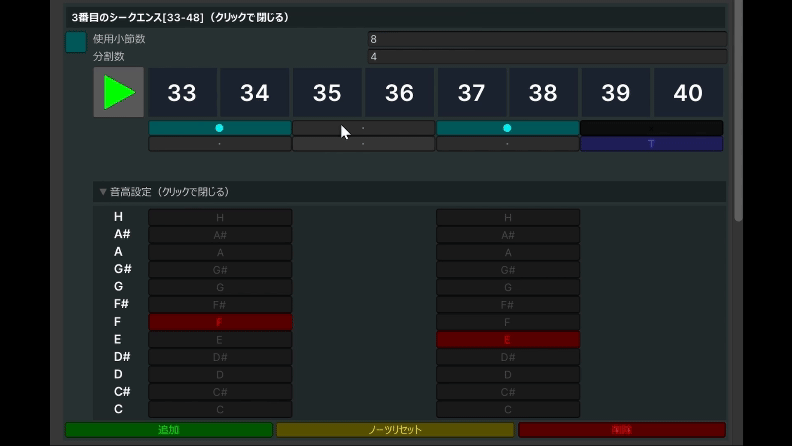 3番目のシークエンス[33-48]（クリックで閉じる）
使用小節数 8
分割数 4
33 34 35 36 37 38 39 40
T
▼音高設定（クリックで閉じる）
H H H
A# A# A#
A A A
G# G# G#
G G G
F# F# F#
F F F
E E E
D# D# D#
D D D
C# C# C#
C C C
追加 ノーツリセット 削除